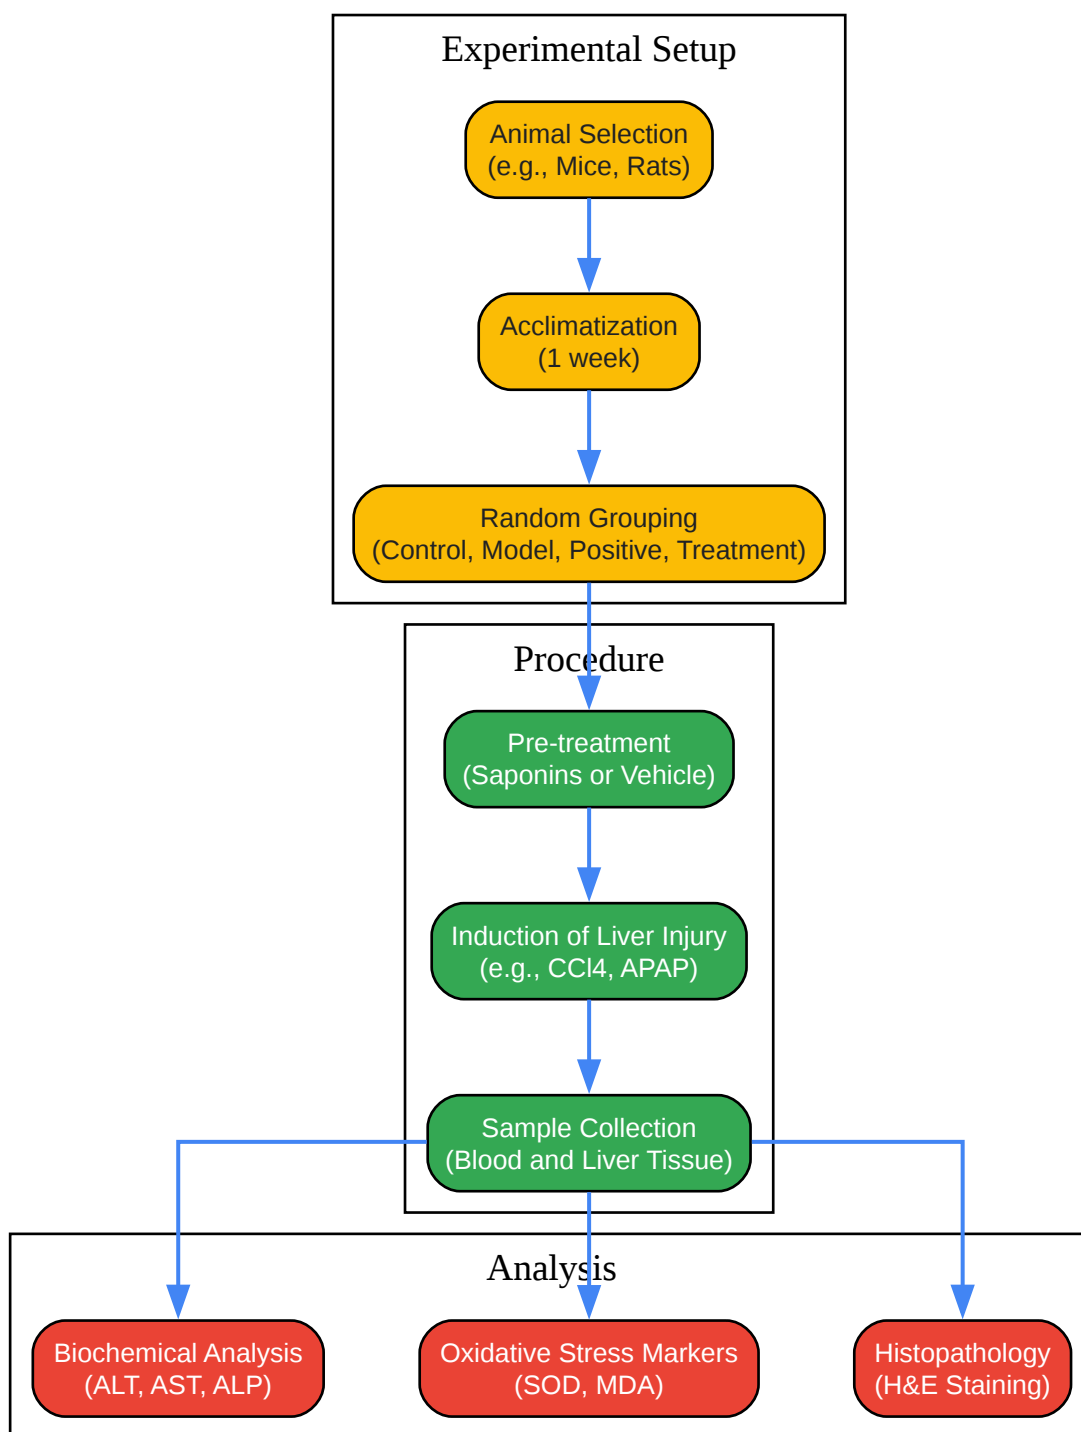 Experimental Setup
Animal Selection
(e.g., Mice, Rats)
Acclimatization
(1 week)
Random Grouping
(Control, Model, Positive, Treatment)
Procedure
Pre-treatment
(Saponins or Vehicle)
Induction of Liver Injury
(e.g., CCl4, APAP)
Sample Collection
(Blood and Liver Tissue)
Analysis
Biochemical Analysis
(ALT, AST, ALP)
Oxidative Stress Markers
(SOD, MDA)
Histopathology
(H&E Staining)